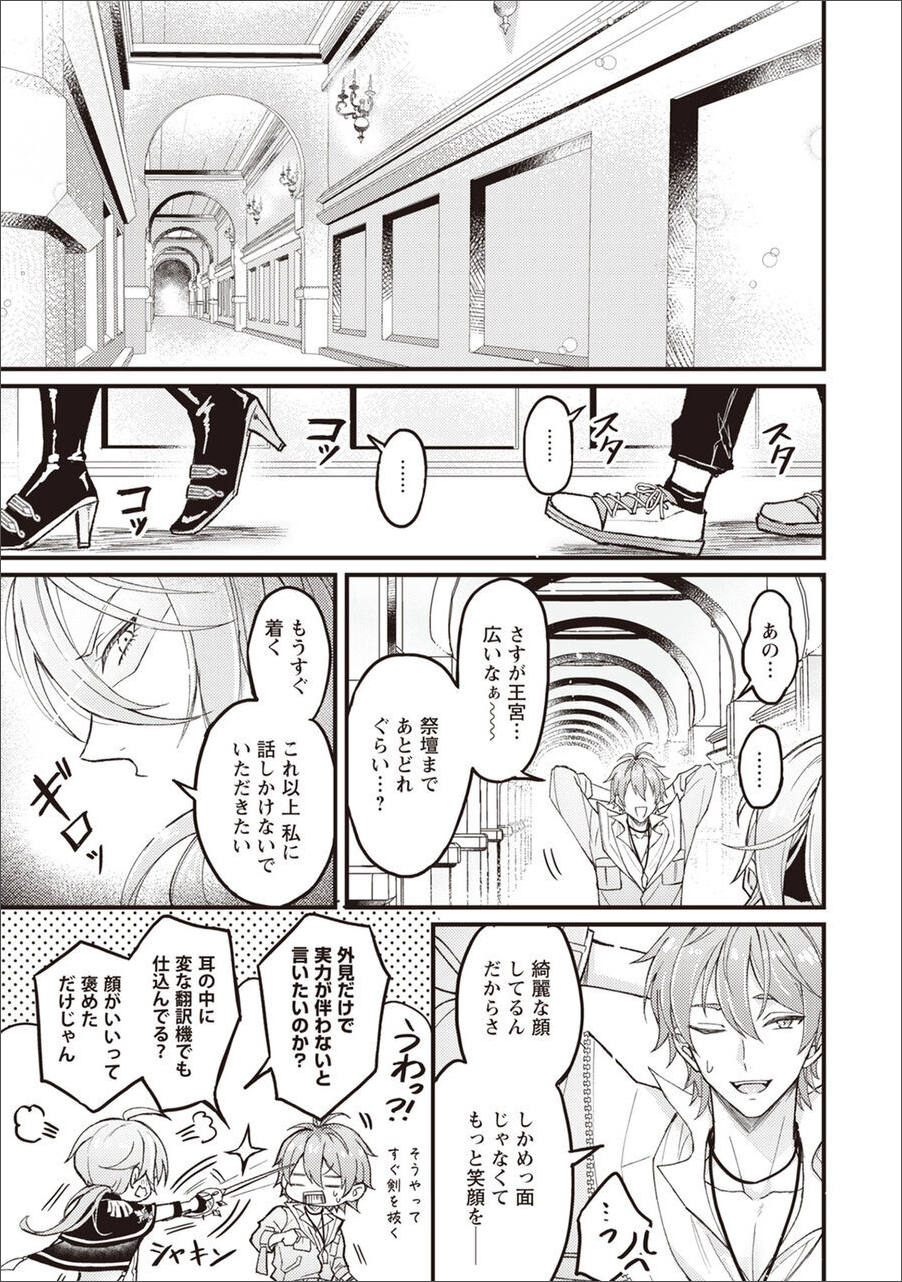 ……
……
スタ
スタ
コツ
コツ
あの…
……
さすが王宮…
広いなぁ〜〜
祭壇まで
あとどれ
ぐらい…?
もうすぐ
着く
これ以上 私に
話しかけないで
いただきたい
ギロッ
綺麗な顔
してるん
だからさ
しかめっ面
じゃなくて
もっと笑顔を──
へらっ…
外見だけで
実力が伴わないと
言いたいのか?
うわっ?!
そうやって
すぐ剣を抜く
耳の中に
変な翻訳機でも
仕込んでる?
顔がいいって
褒めた
だけじゃん
シャキン